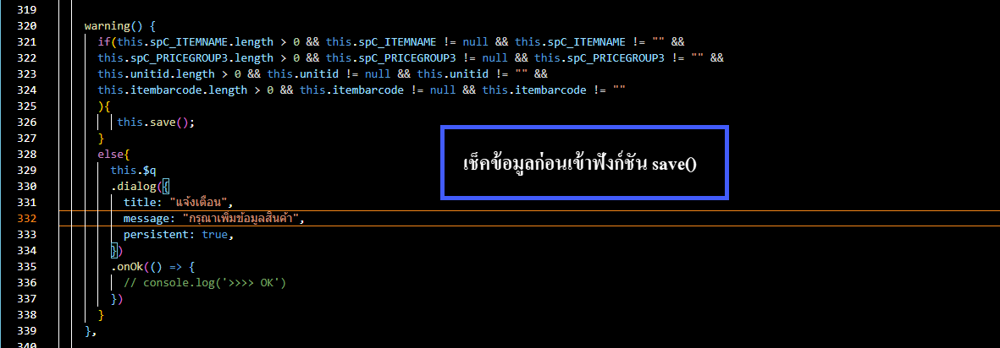 319
320 warning() {
321 if(this.spC_ITEMNAME.length > 0 && this.spC_ITEMNAME != null && this.spC_ITEMNAME != "" &&
322 this.spC_PRICEGROUP3.length > 0 && this.spC_PRICEGROUP3 != null && this.spC_PRICEGROUP3 != "" &&
323 this.unitid.length > 0 && this.unitid != null && this.unitid != "" &&
324 this.itembarcode.length > 0 && this.itembarcode != null && this.itembarcode != ""
325 ){
326 this.save();
327 }
328 else{
329 this.$q
330 .dialog({
331 title: "แจ้งเตือน",
332 message: "กรุณาเพิ่มข้อมูลสินค้า",
333 persistent: true,
334 })
335 .onOk(() => {
336 // console.log('>>>> OK')
337 })
338 }
339 },
340
เช็คข้อมูลก่อนเข้าฟังก์ชัน save()